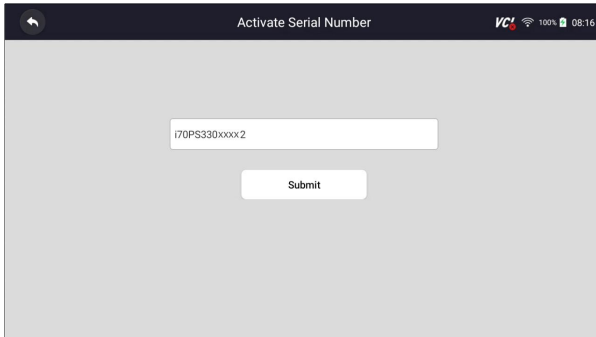 Activate Serial Number
VCI 100% 08:16
i70PS330xxxx2
Submit